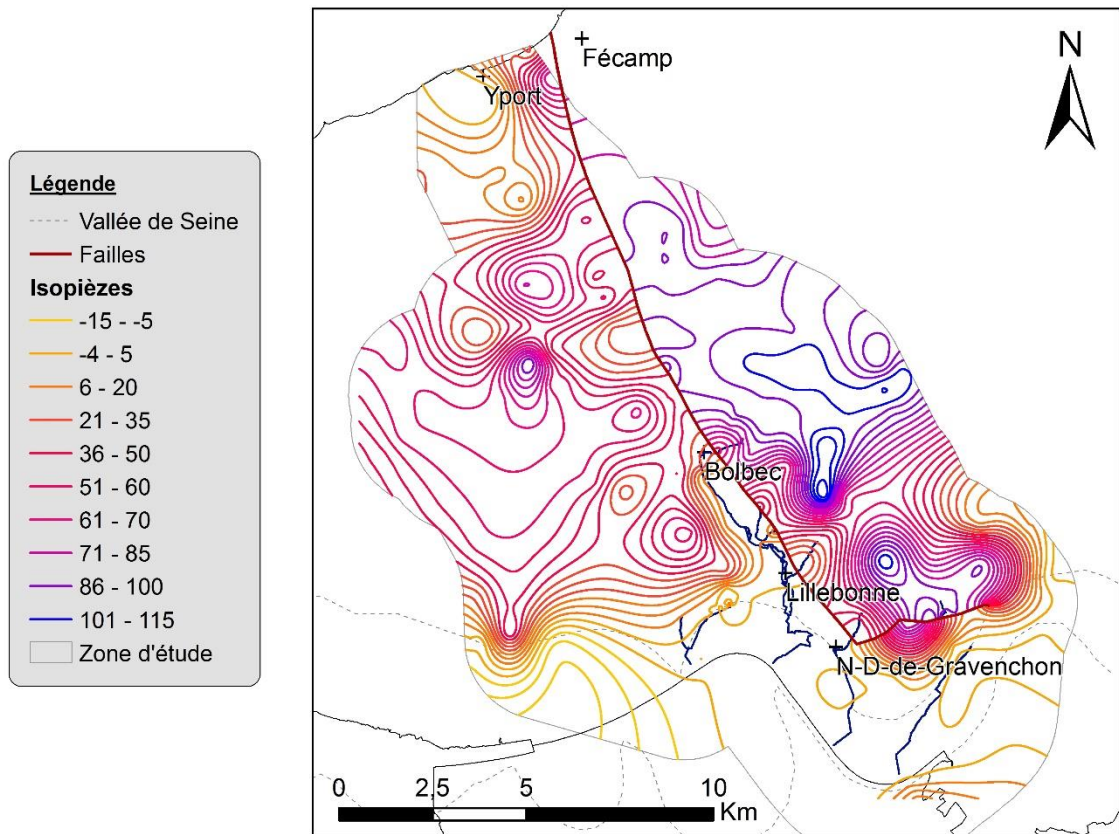 Légende
Vallée de Seine
Failles
Isopièzes
-15 - -5
-4 - 5
6 - 20
21 - 35
36 - 50
51 - 60
61 - 70
71 - 85
86 - 100
101 - 115
Zone d'étude
Fécamp
N
Yport
Bolbec
Lillebonne
N-D-de-Gravenchon
0 2,5 5 10
Km